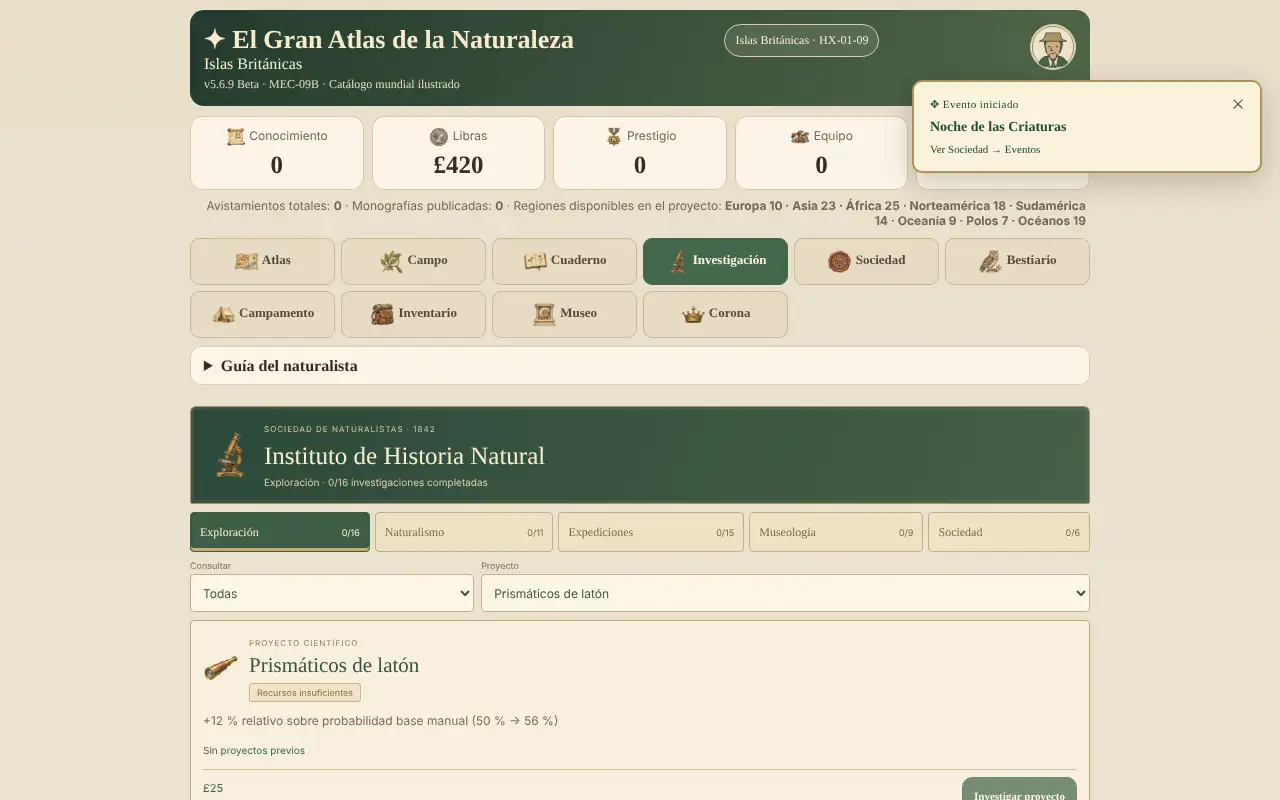 ✦ El Gran Atlas de la Naturaleza
Islas Británicas
v5.6.9 Beta · MEC-09B · Catálogo mundial ilustrado
Islas Británicas · HX-01-09
✥ Evento iniciado
Noche de las Criaturas
Ver Sociedad → Eventos
Conocimiento
0
Libras
£420
Prestigio
0
Equipo
0
Avistamientos totales: 0 · Monografías publicadas: 0 · Regiones disponibles en el proyecto: Europa 10 · Asia 23 · África 25 · Norteamérica 18 · Sudamérica
14 · Oceanía 9 · Polos 7 · Océanos 19
Atlas
Campo
Cuaderno
Investigación
Sociedad
Bestiario
Campamento
Inventario
Museo
Corona
Guía del naturalista
SOCIEDAD DE NATURALISTAS · 1842
Instituto de Historia Natural
Exploración · 0/16 investigaciones completadas
Exploración 0/16
Naturalismo 0/11
Expediciones 0/15
Museología 0/9
Sociedad 0/6
Consultar
Todas
Proyecto
Prismáticos de latón
PROYECTO CIENTÍFICO
Prismáticos de latón
Recursos insuficientes
+12 % relativo sobre probabilidad base manual (50 % → 56 %)
Sin proyectos previos
£25
Investigar proyecto